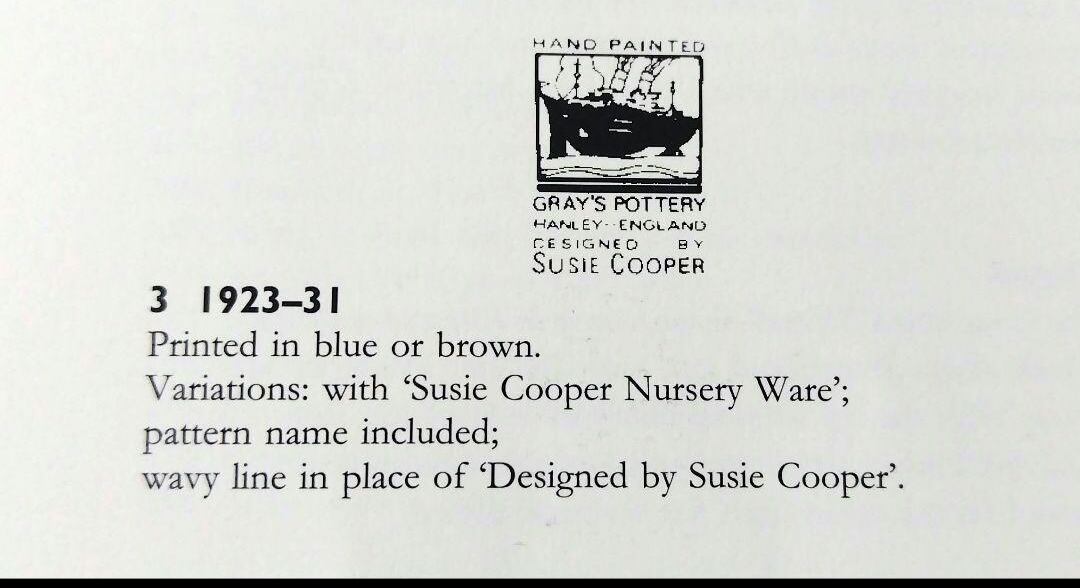 HAND PAINTED
GRAY'S POTTERY
HANLEY--ENGLAND
DESIGNED BY
SUSIE COOPER
3 1923–31
Printed in blue or brown.
Variations: with ‘Susie Cooper Nursery Ware’;
pattern name included;
wavy line in place of ‘Designed by Susie Cooper’.